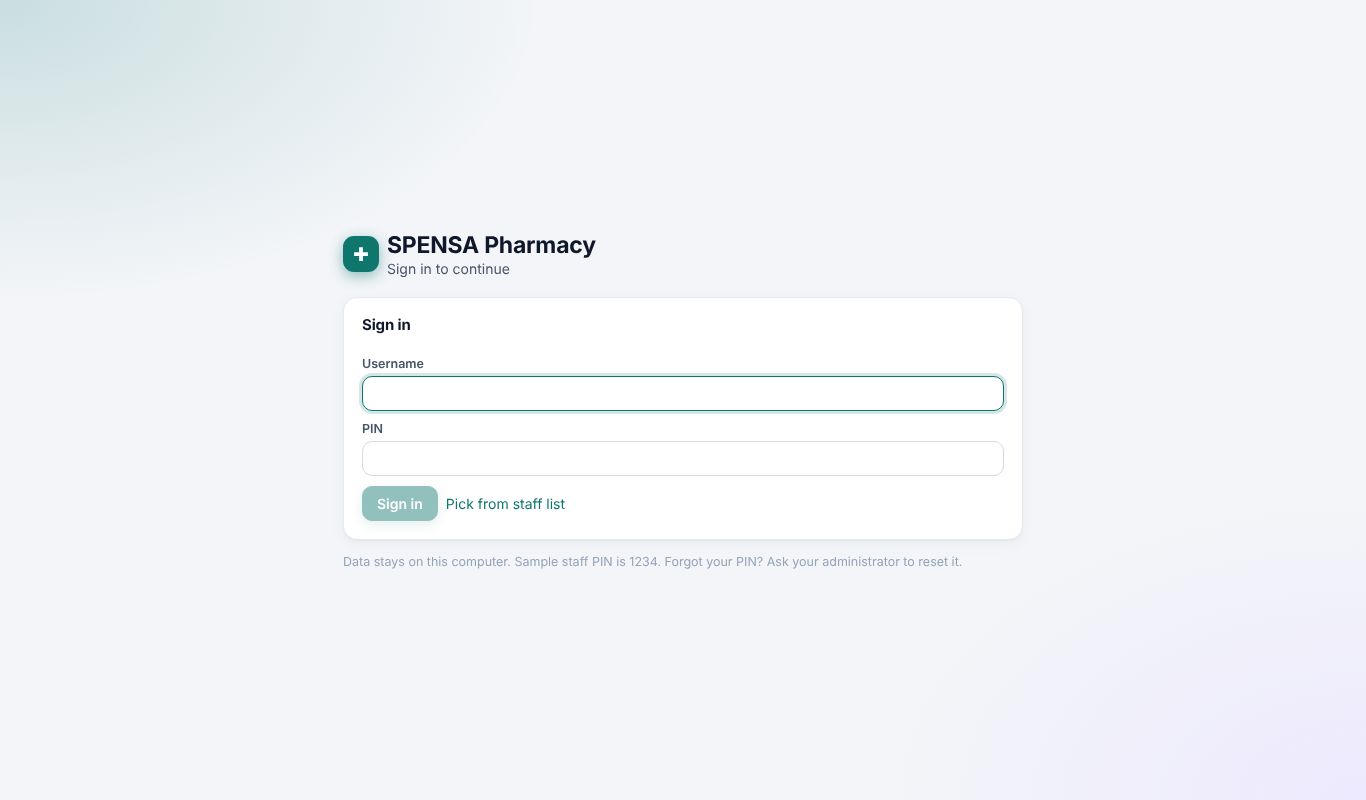 SPENSA Pharmacy
Sign in to continue
Sign in
Username
PIN
Sign in
Pick from staff list
Data stays on this computer. Sample staff PIN is 1234. Forgot your PIN? Ask your administrator to reset it.